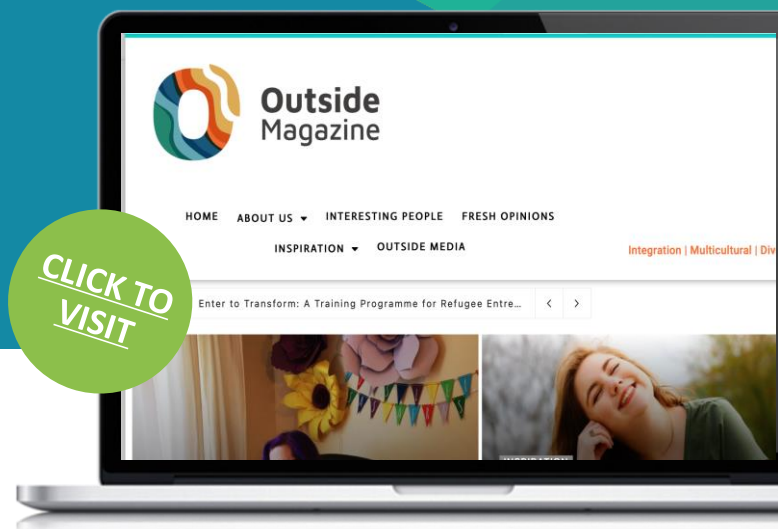 Outside
Magazine
HOME ABOUT US INTERESTING PEOPLE FRESH OPINIONS
INSPIRATION OUTSIDE MEDIA
Integration | Multicultural | Div
CLICK TO
VISIT
Enter to Transform: A Training Programme for Refugee Entre...
INSPIRATION